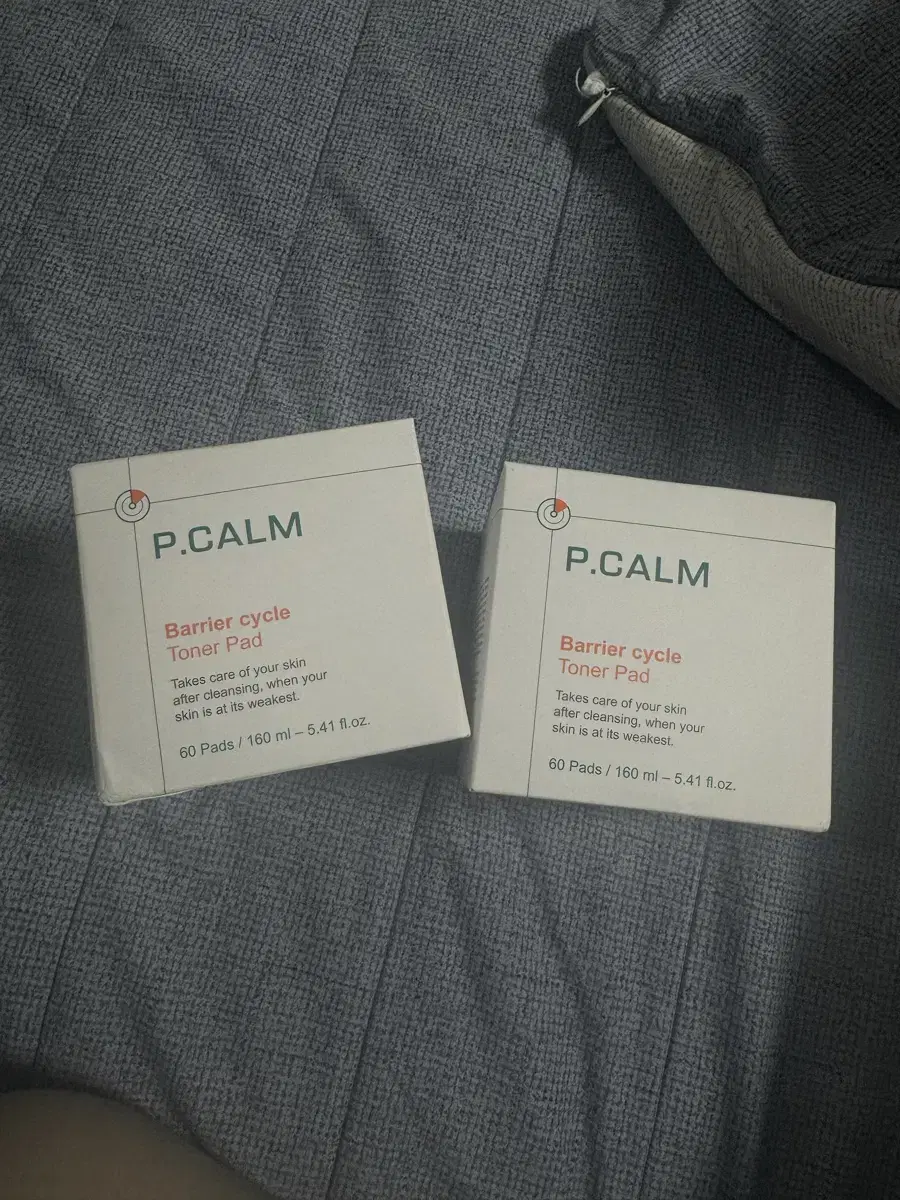 P.CALM
Barrier cycle
Toner Pad
Takes care of your skin
after cleansing, when your
skin is at its weakest.
60 Pads / 160 ml – 5.41 fl.oz.
P.CALM
Barrier cycle
Toner Pad
Takes care of your skin
after cleansing, when your
skin is at its weakest.
60 Pads / 160 ml – 5.41 fl.oz.